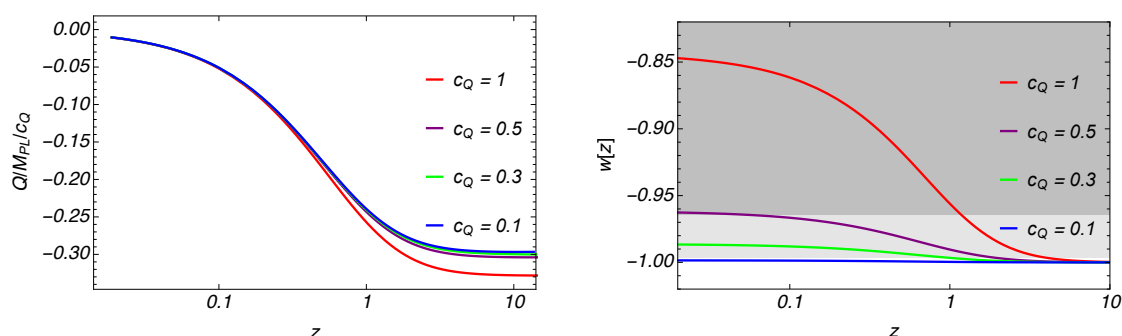 0.00
-0.05
-0.10
-0.15
-0.20
-0.25
-0.30
Q/M_PL/c_Q
c_Q = 1
c_Q = 0.5
c_Q = 0.3
c_Q = 0.1
0.1
1
10
z
-0.85
-0.90
-0.95
-1.00
w[z]
c_Q = 1
c_Q = 0.5
c_Q = 0.3
c_Q = 0.1
0.1
1
10
z